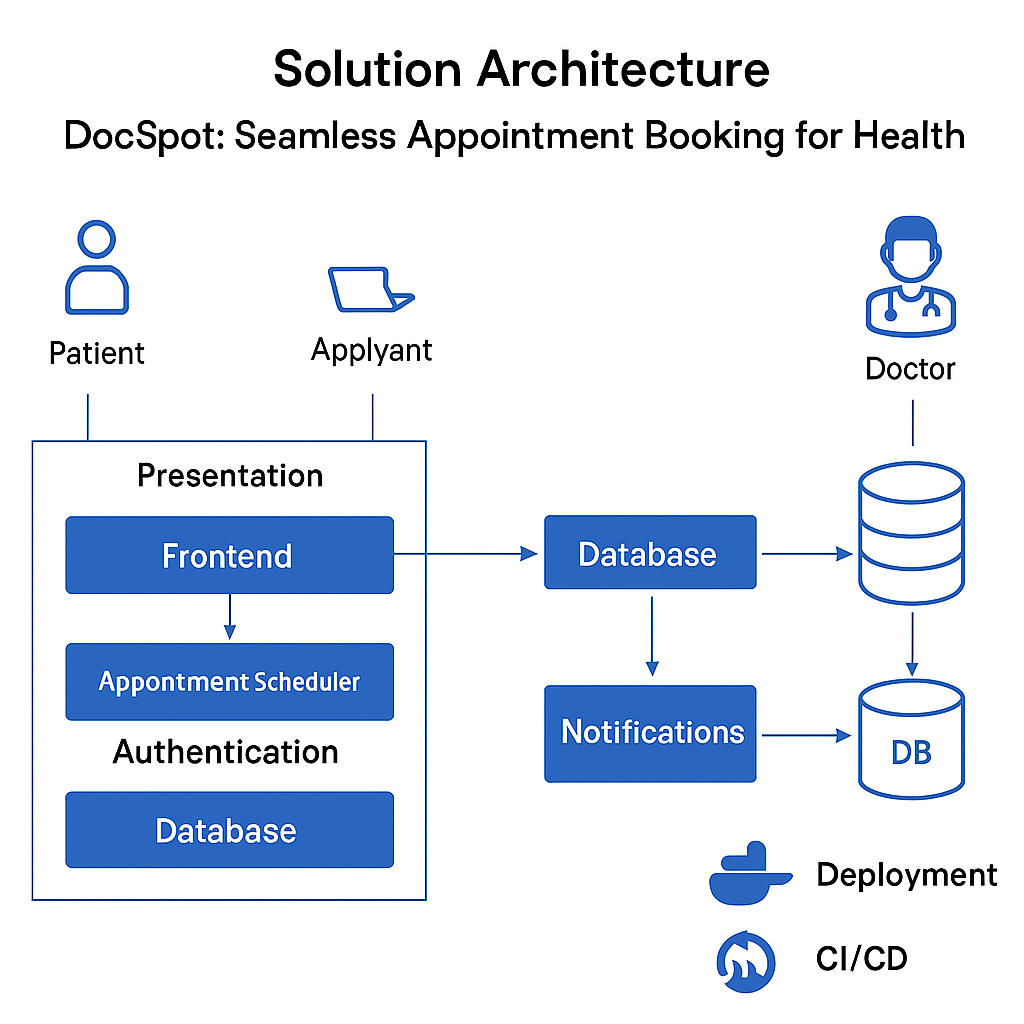 Solution Architecture
DocSpot: Seamless Appointment Booking for Health
Patient
Applyant
Doctor
Presentation
Frontend
Appontment Scheduler
Authentication
Database
Database
Notifications
DB
Deployment
CI/CD